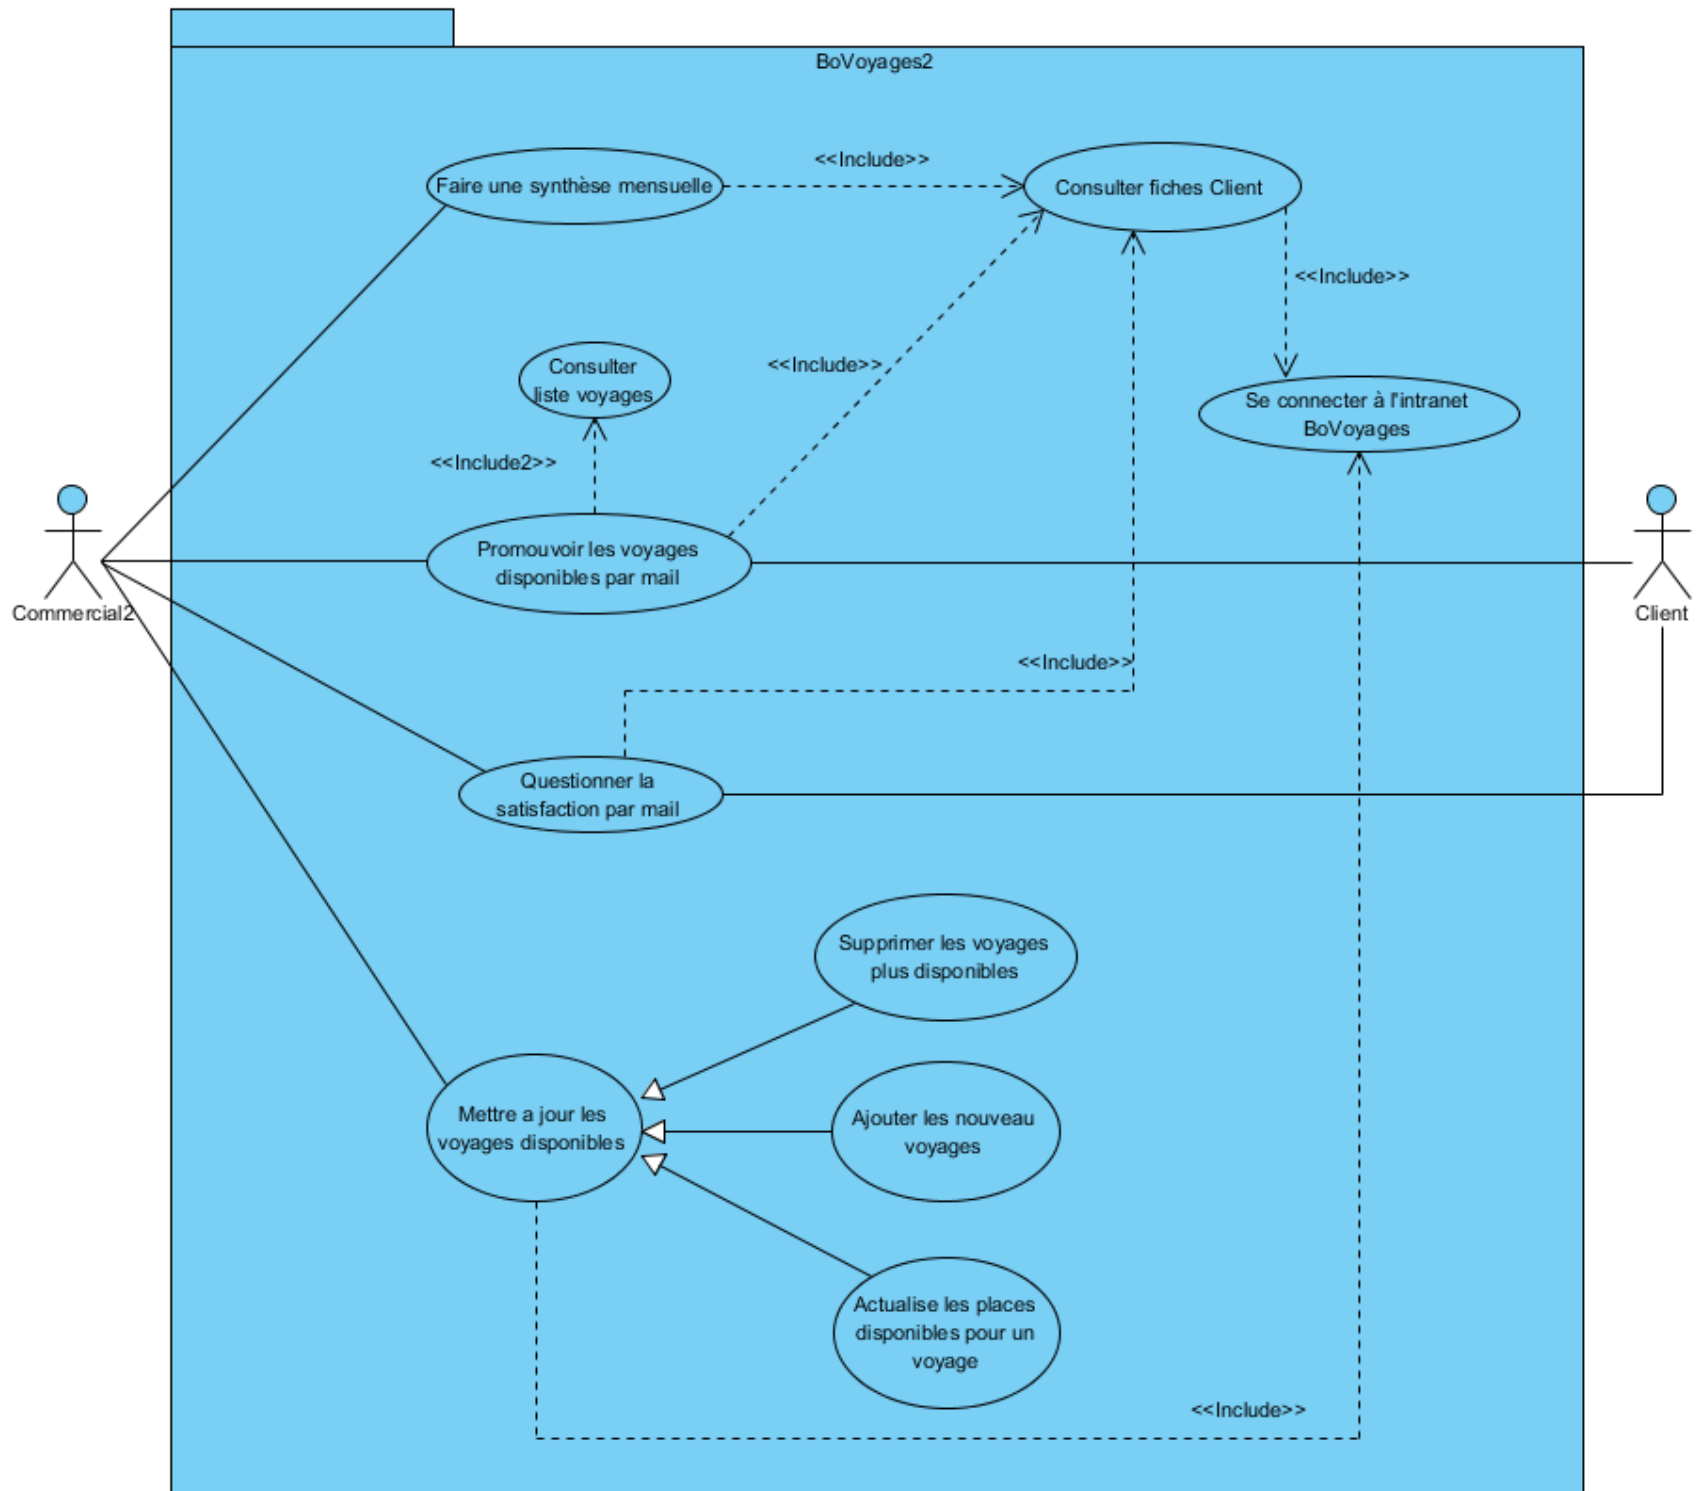 BoVoyages2
<<Include>>
Faire une synthèse mensuelle
Consulter fiches Client
<<Include>>
Consulter
liste voyages
<<Include>>
Se connecter à l'intranet
BoVoyages
<<Include2>>
Promouvoir les voyages
disponibles par mail
Commercial2
Client
<<Include>>
Questionner la
satisfaction par mail
Supprimer les voyages
plus disponibles
Mettre a jour les
voyages disponibles
Ajouter les nouveau
voyages
Actualise les places
disponibles pour un
voyage
<<Include>>